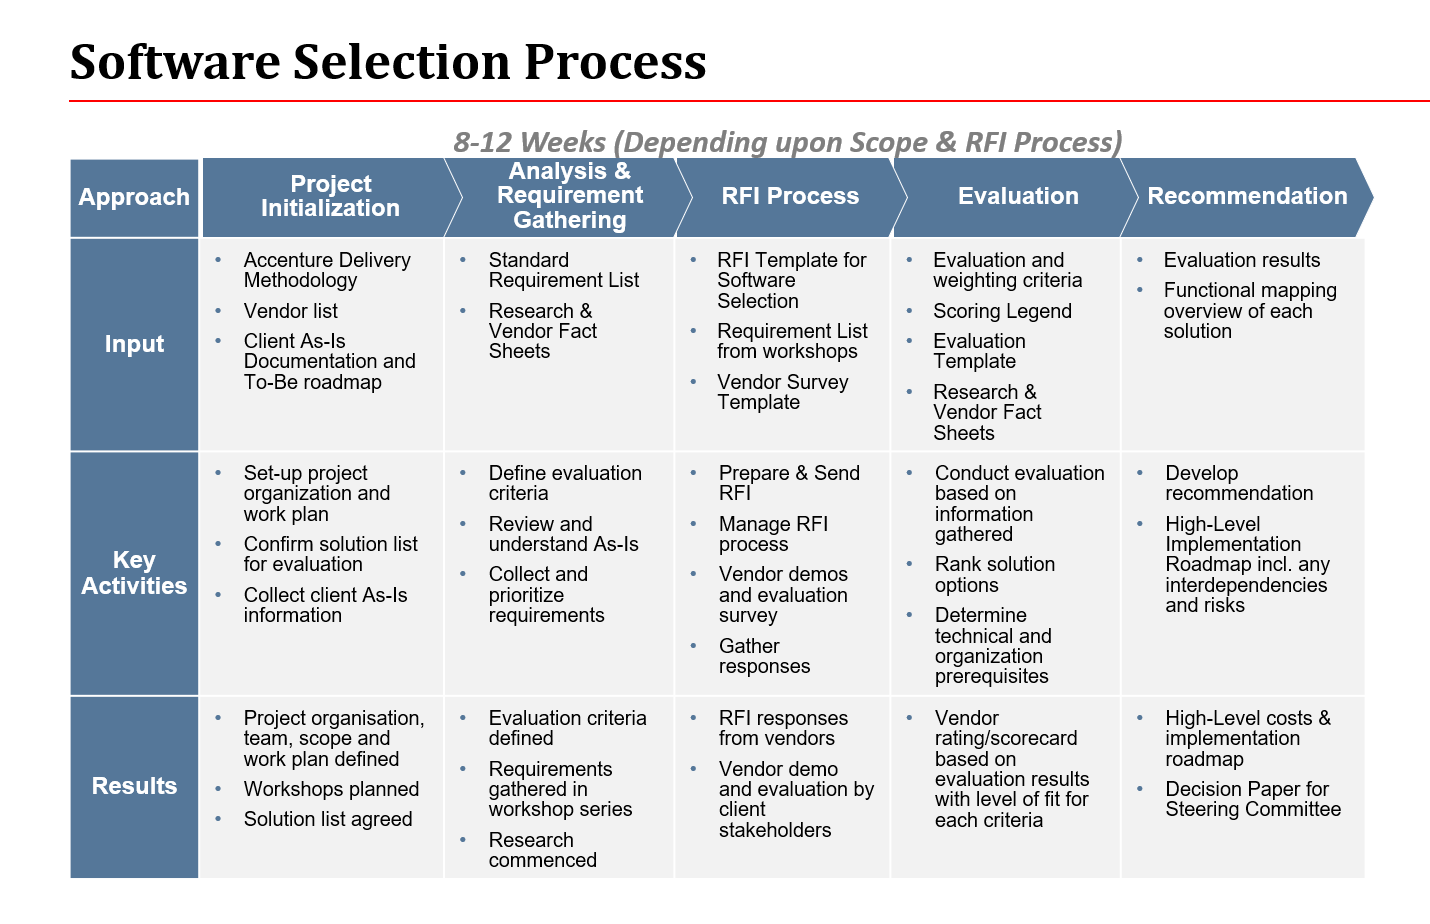 Software Selection Process
8-12 Weeks (Depending upon Scope & RFI Process)
Approach
Project
Initialization
Analysis &
Requirement
Gathering
RFI Process
Evaluation
Recommendation
Input
• Accenture Delivery
Methodology
• Vendor list
• Client As-Is
Documentation and
To-Be roadmap
• Standard
Requirement List
• Research &
Vendor Fact
Sheets
• RFI Template for
Software
Selection
• Requirement List
from workshops
• Vendor Survey
Template
• Evaluation and
weighting criteria
• Scoring Legend
• Evaluation
Template
• Research &
Vendor Fact
Sheets
• Evaluation results
• Functional mapping
overview of each
solution
Key
Activities
• Set-up project
organization and
work plan
• Confirm solution list
for evaluation
• Collect client As-Is
information
• Define evaluation
criteria
• Review and
understand As-Is
• Collect and
prioritize
requirements
• Prepare & Send
RFI
• Manage RFI
process
• Vendor demos
and evaluation
survey
• Gather
responses
• Conduct evaluation
based on
information
gathered
• Rank solution
options
• Determine
technical and
organization
prerequisites
• Develop
recommendation
• High-Level
Implementation
Roadmap incl. any
interdependencies
and risks
Results
• Project organisation,
team, scope and
work plan defined
• Workshops planned
• Solution list agreed
• Evaluation criteria
defined
• Requirements
gathered in
workshop series
• Research
commenced
• RFI responses
from vendors
• Vendor demo
and evaluation by
client
stakeholders
• Vendor
rating/scorecard
based on
evaluation results
with level of fit for
each criteria
• High-Level costs &
implementation
roadmap
• Decision Paper for
Steering Committee